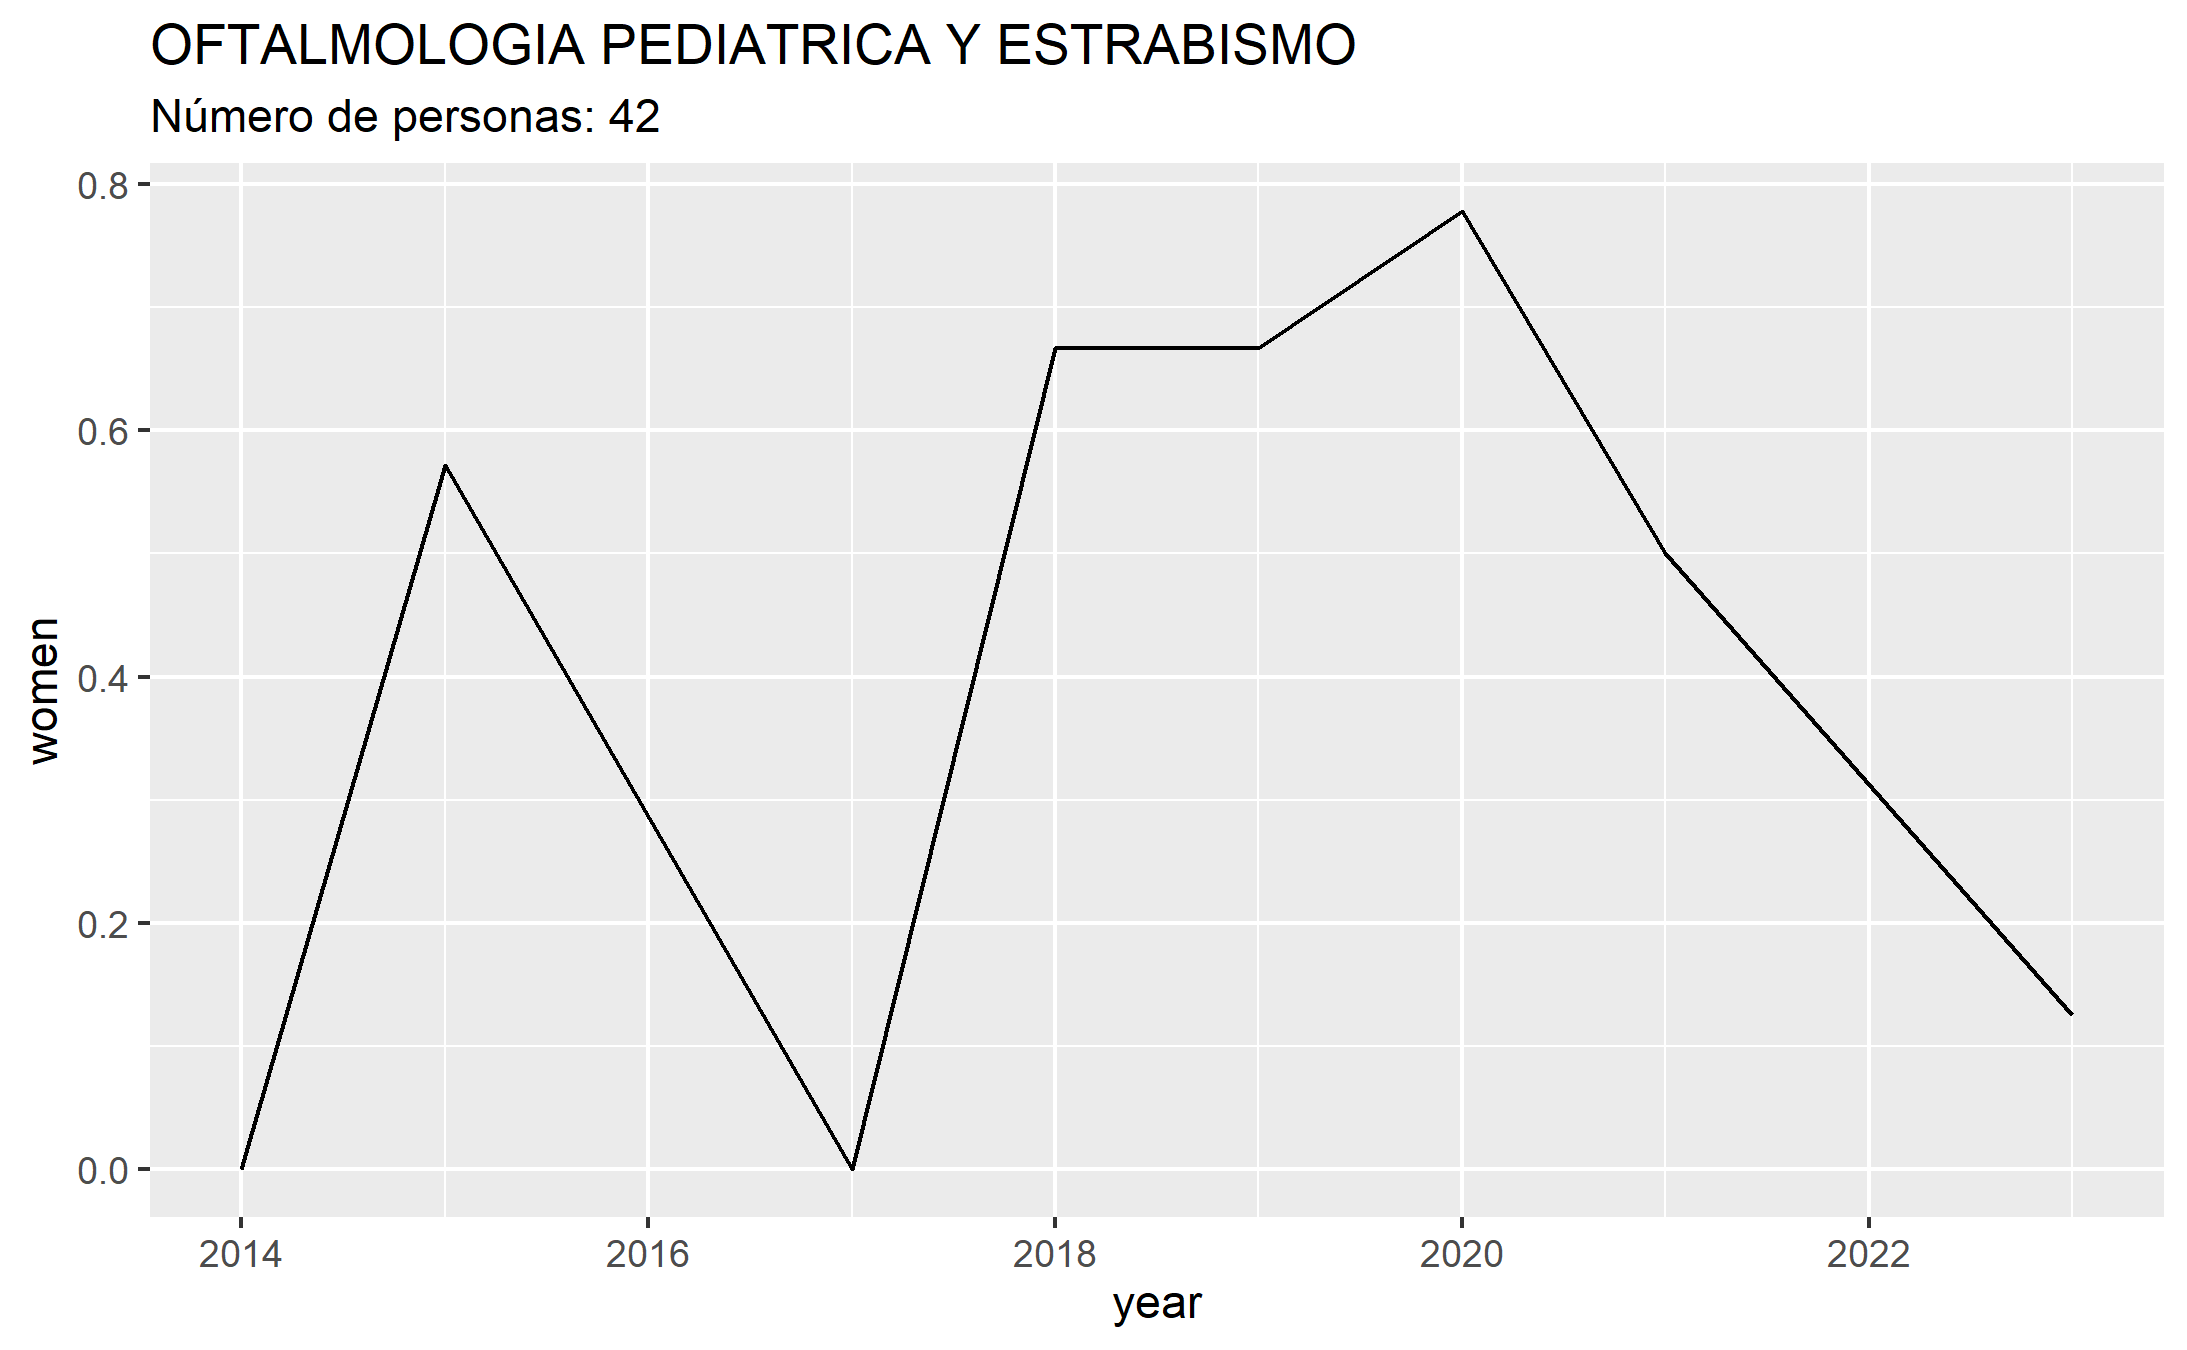 OFTALMOLOGIA PEDIATRICA Y ESTRABISMO
Número de personas: 42
0.8
0.6
0.4
0.2
0.0
women
2014 2016 2018 2020 2022
year